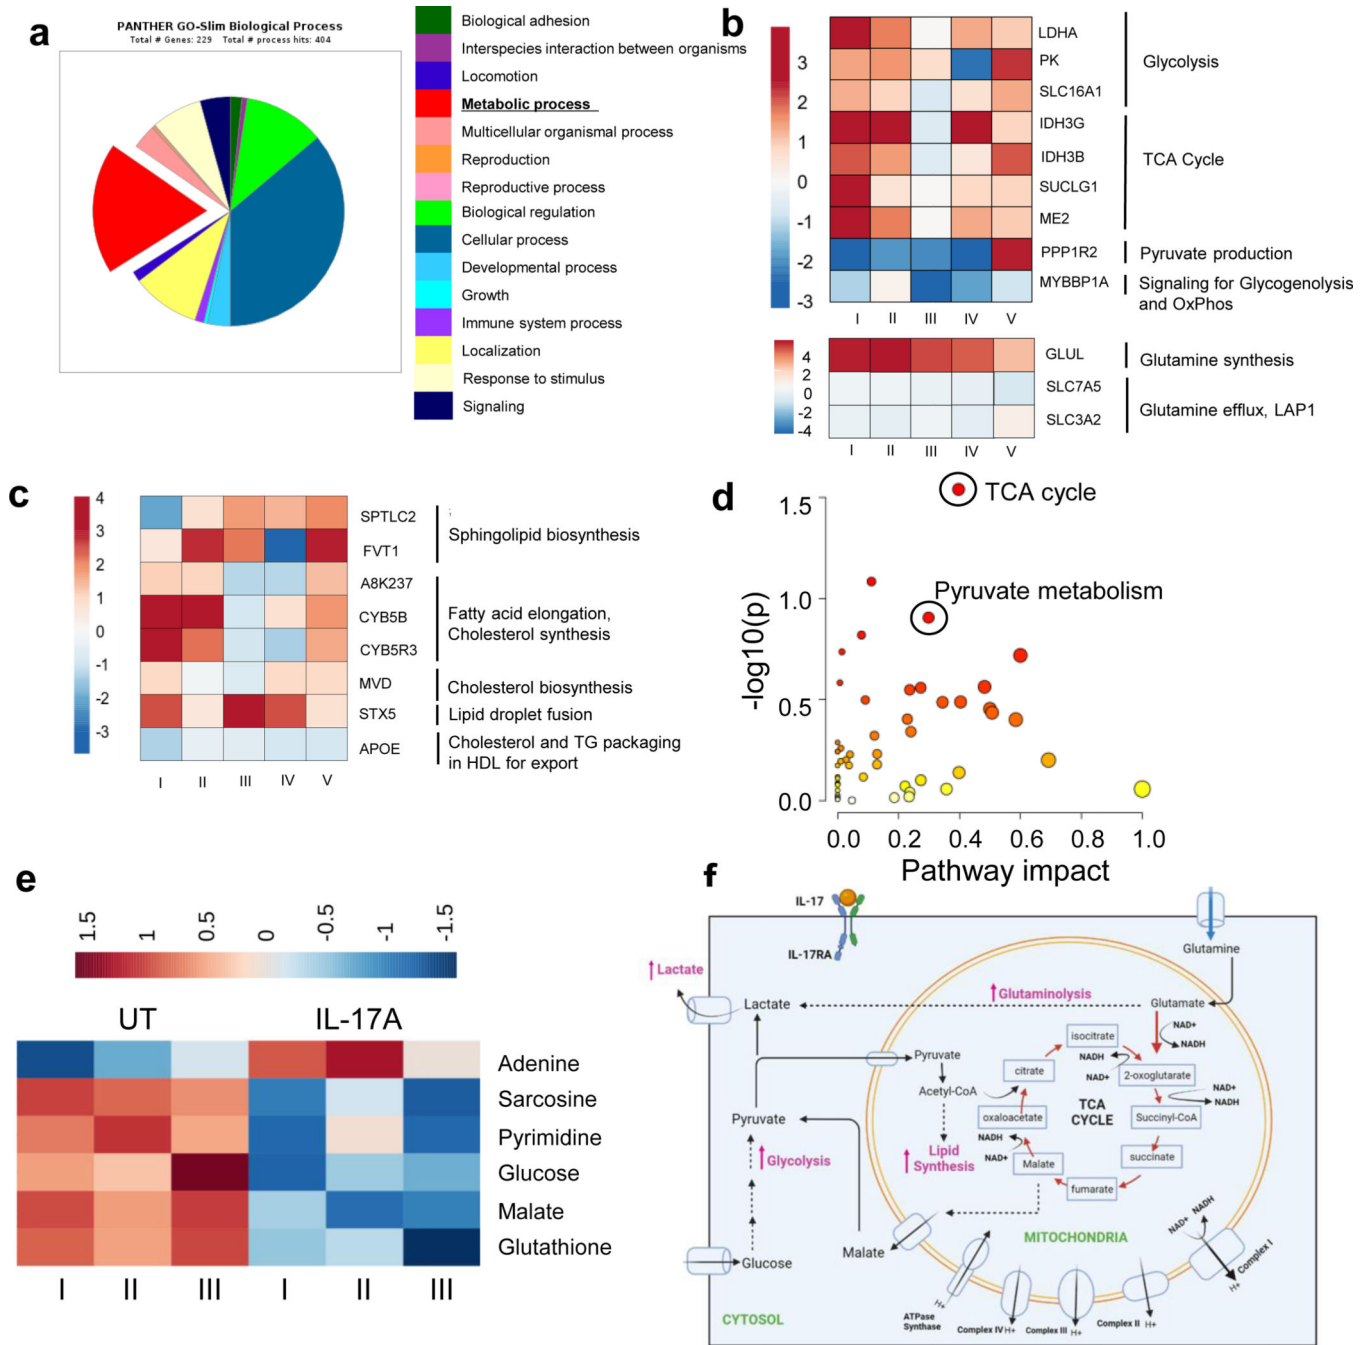 a
PANTHER GO-Slim Biological Process
Total # Genes: 229 Total # process hits: 404
Biological adhesion
Interspecies interaction between organisms
Locomotion
Metabolic process
Multicellular organismal process
Reproduction
Reproductive process
Biological regulation
Cellular process
Developmental process
Growth
Immune system process
Localization
Response to stimulus
Signaling
b
3
2
1
0
-1
-2
-3
LDHA
PK
SLC16A1
IDH3G
IDH3B
SUCLG1
ME2
PPP1R2
MYBBP1A
Glycolysis
TCA Cycle
Pyruvate production
Signaling for Glycogenolysis
and OxPhos
I II III IV V
4
2
0
-2
-4
GLUL
SLC7A5
SLC3A2
Glutamine synthesis
Glutamine efflux, LAP1
I II III IV V
c
4
3
2
1
0
-1
-2
-3
SPTLC2
FVT1
A8K237
CYB5B
CYB5R3
MVD
STX5
APOE
;
Sphingolipid biosynthesis
Fatty acid elongation,
Cholesterol synthesis
Cholesterol biosynthesis
Lipid droplet fusion
Cholesterol and TG packaging
in HDL for export
I II III IV V
d
TCA cycle
Pyruvate metabolism
-log10(p)
1.5
1.0
0.5
0.0
0.0 0.2 0.4 0.6 0.8 1.0
Pathway impact
e
1.5 1 0.5 0 -0.5 -1 -1.5
UT IL-17A
Adenine
Sarcosine
Pyrimidine
Glucose
Malate
Glutathione
I II III I II III
f
IL-17
IL-17RA
Glutamine
Lactate
Lactate
Glutaminolysis
Glutamate
NAD+
NADH
isocitrate
NADH
NAD+
2-oxoglutarate
NAD+
NADH
citrate
Pyruvate
Acetyl-CoA
Pyruvate
oxaloacetate
TCA
CYCLE
Succinyl-CoA
NADH
NAD+
Malate
succinate
fumarate
Lipid
Synthesis
Glycolysis
Malate
Glucose
MITOCHONDRIA
NAD+
NADH
Complex I
H+
H+
ATPase
Synthase
Complex IV
H+
Complex III
H+
Complex II
H+
CYTOSOL